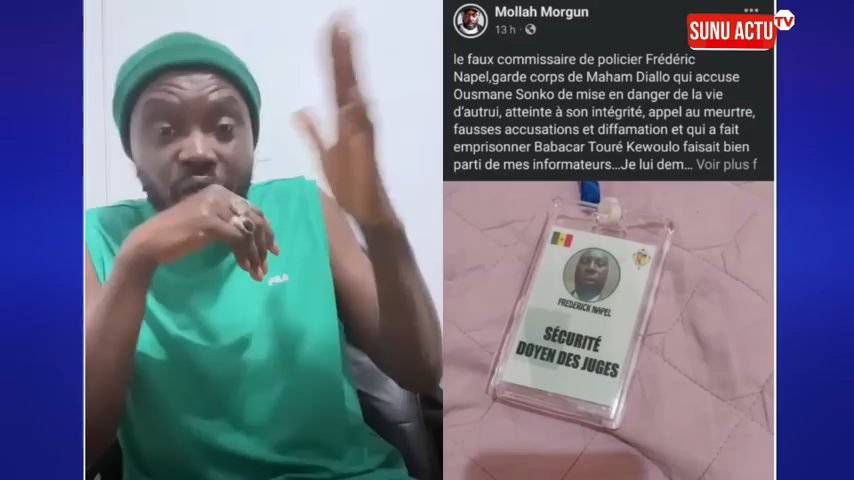 Mollah Morgun
13 h
SUNU ACTU TV
le faux commissaire de policier Frédéric
Napel,garde corps de Maham Diallo qui accuse
Ousmane Sonko de mise en danger de la vie
d'autrui, atteinte à son intégrité, appel au meurtre,
fausses accusations et diffamation et qui a fait
emprisonner Babacar Touré Kewoulo faisait bien
parti de mes informateurs...Je lui dem... Voir plus f
FILA
FREDERICK NAPEL
SÉCURITÉ
DOYEN DES JUGES